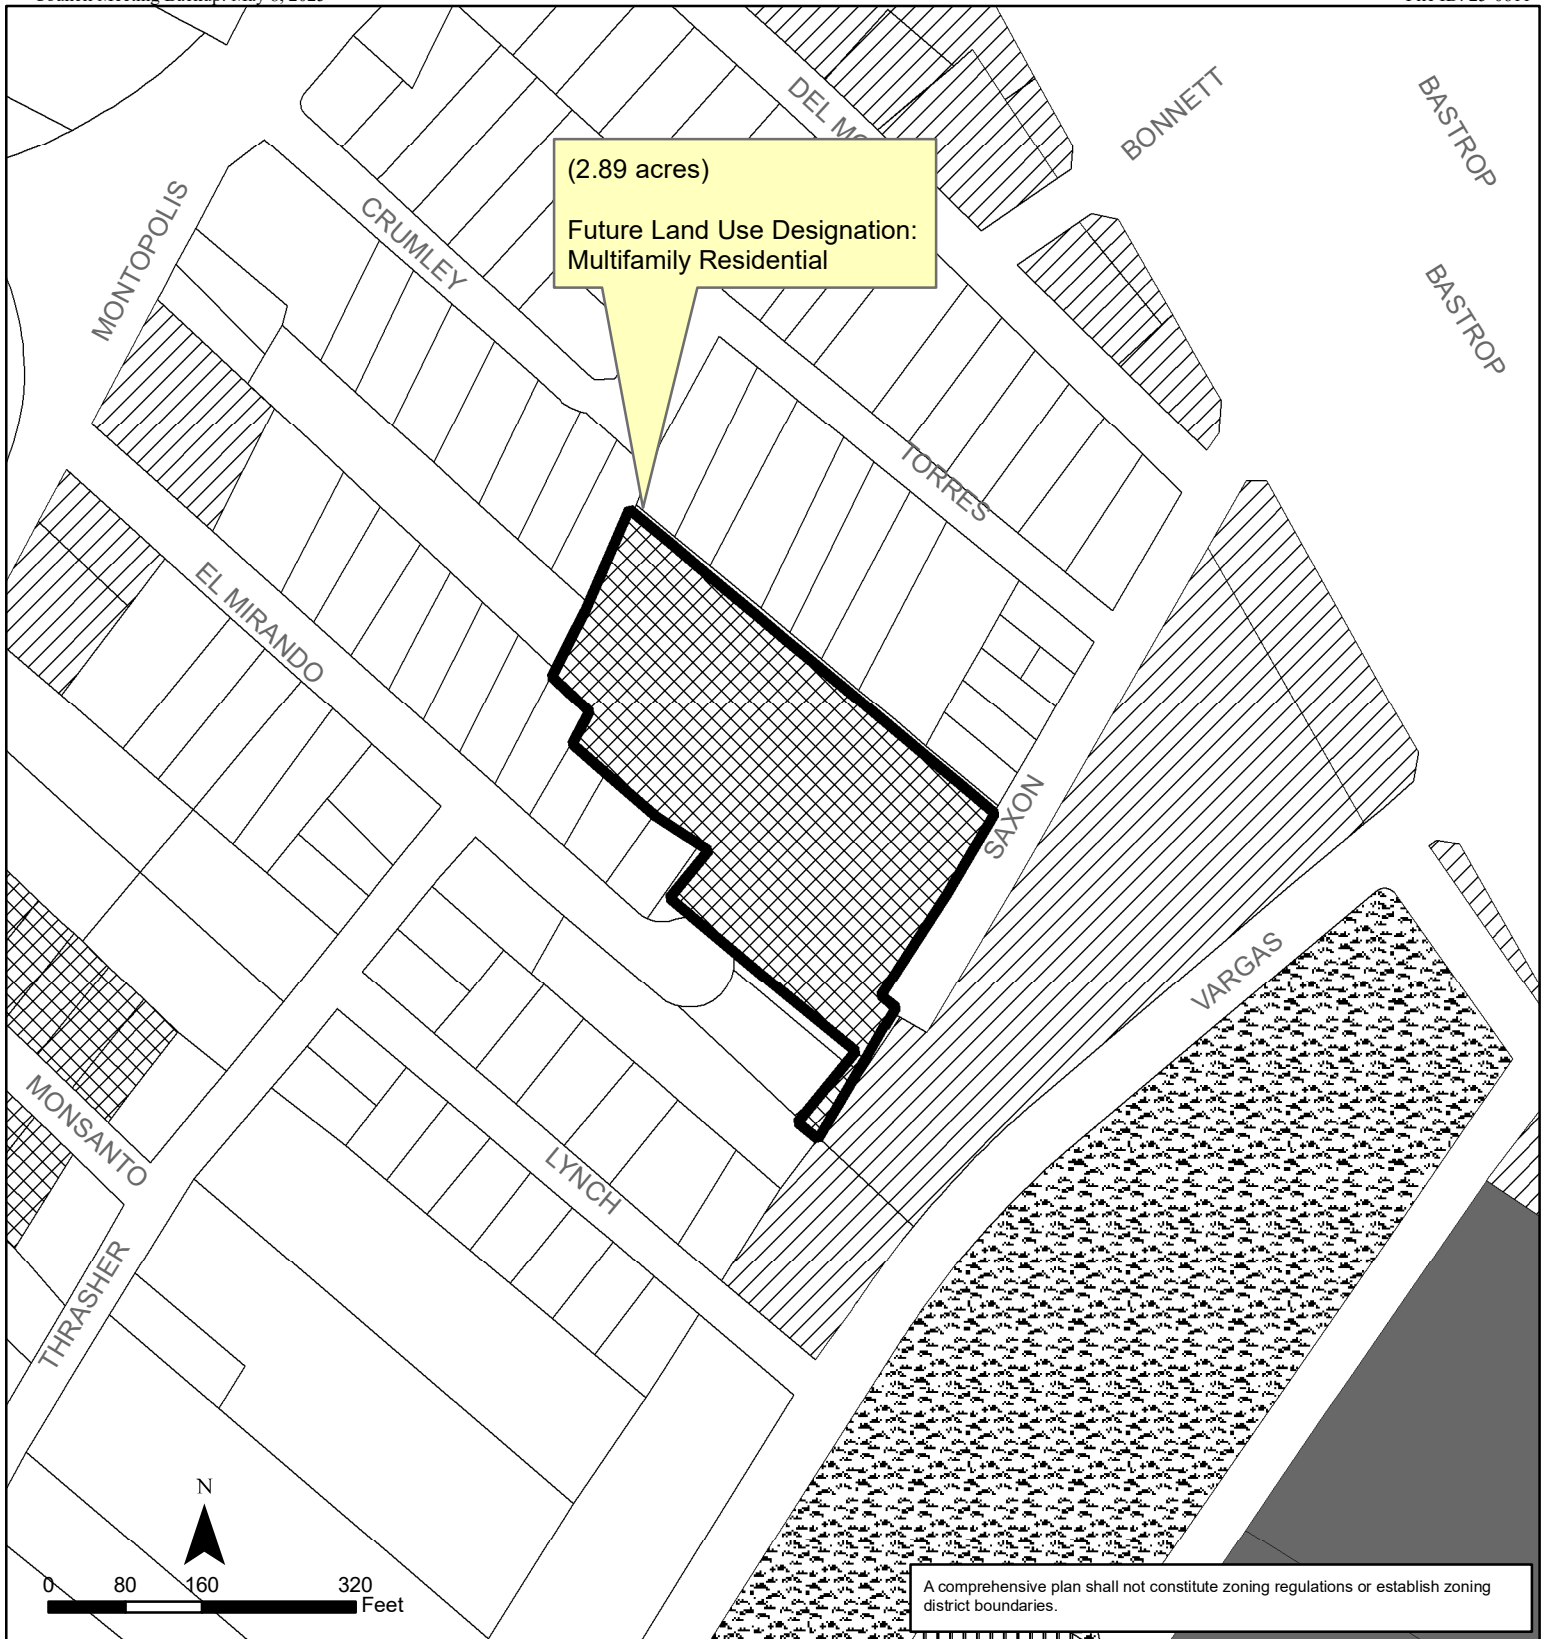 (2.89 acres)
Future Land Use Designation:
Multifamily Residential
DEL MO
BONNETT
BASTROP
BASTROP
MONTOPOLIS
CRUMLEY
TORRES
EL MIRANDO
SAXON
VARGAS
MONSANTO
LYNCH
THRASHER
N
0 80 160 320
Feet
A comprehensive plan shall not constitute zoning regulations or establish zoning
district boundaries.